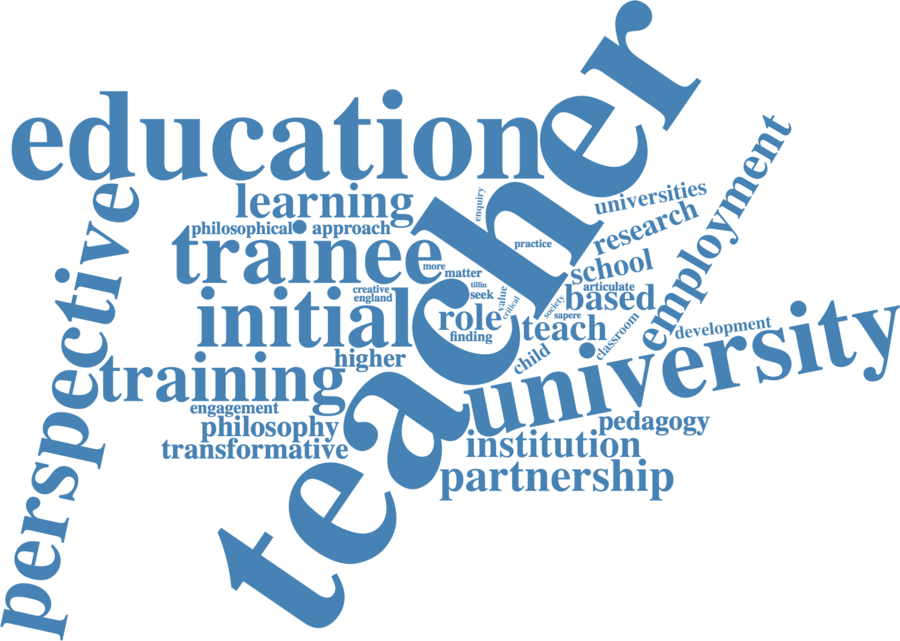 teacher
education
perspective
university
employment
learning
philosophical
approach
trainee
initial
training
enquiry
universities
research
practice
school
more
matter
articulate
creative
england
tillin
seek
value
critical
society
sapere
based
role
finding
teach
classroom
development
higher
child
engagement
philosophy
transformative
pedagogy
institution
partnership